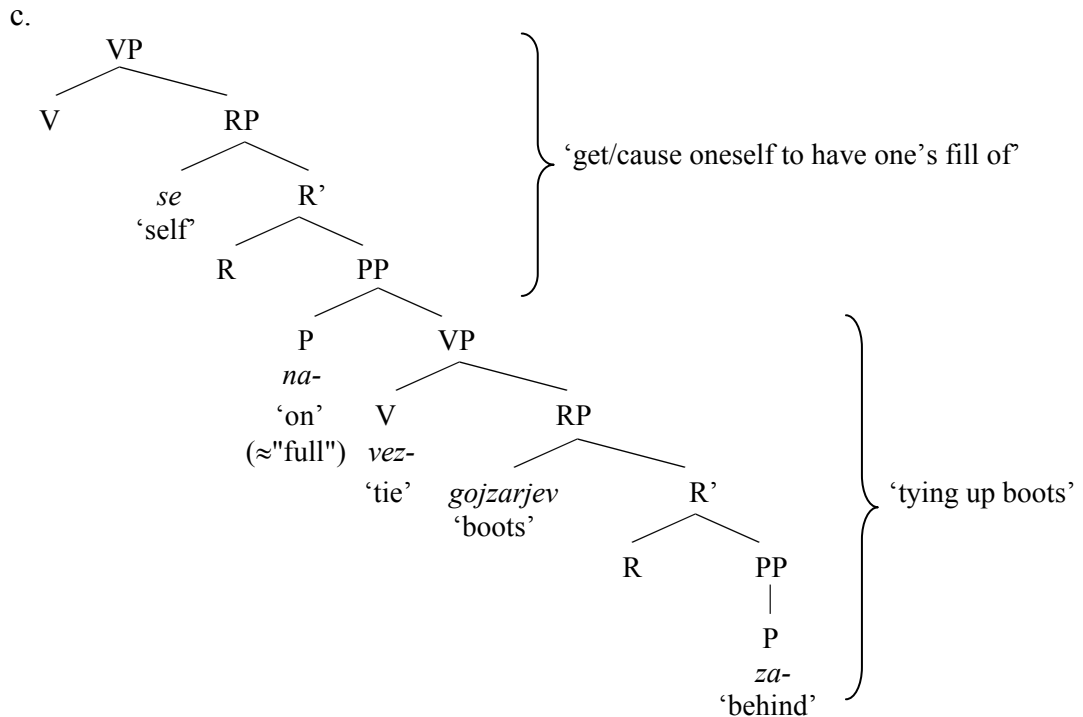 c.
VP
V RP
‘get/cause oneself to have one’s fill of’
se R’
‘self’
R PP
P VP
na-
‘on’ V RP
(≈"full") vez-
‘tie’ gojzarjev R’ ‘tying up boots’
‘boots’
R PP
P
za-
‘behind’